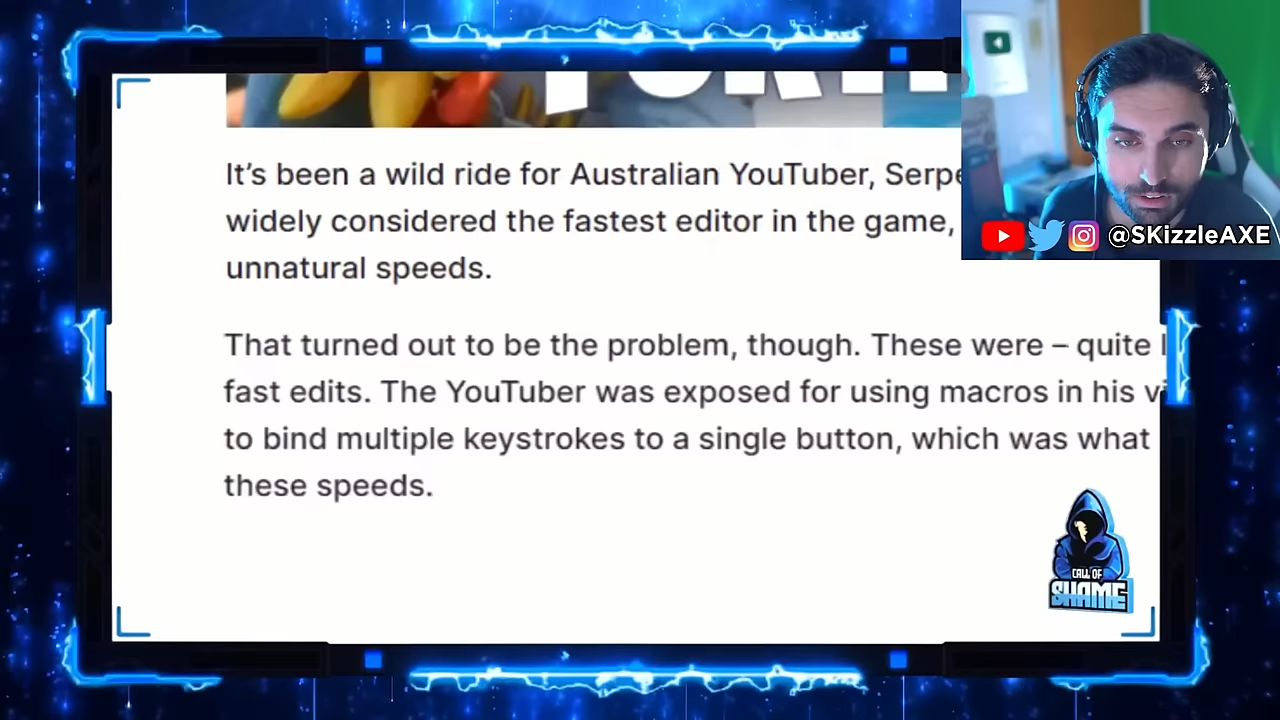 It's been a wild ride for Australian YouTuber,
widely considered the fastest editor in the game,
unnatural speeds.
That turned out to be the problem, though. These were – quite
fast edits. The YouTuber was exposed for using macros in his
to bind multiple keystrokes to a single button, which was what
these speeds.
@SKizzleAXE
CALL OF
SHAME